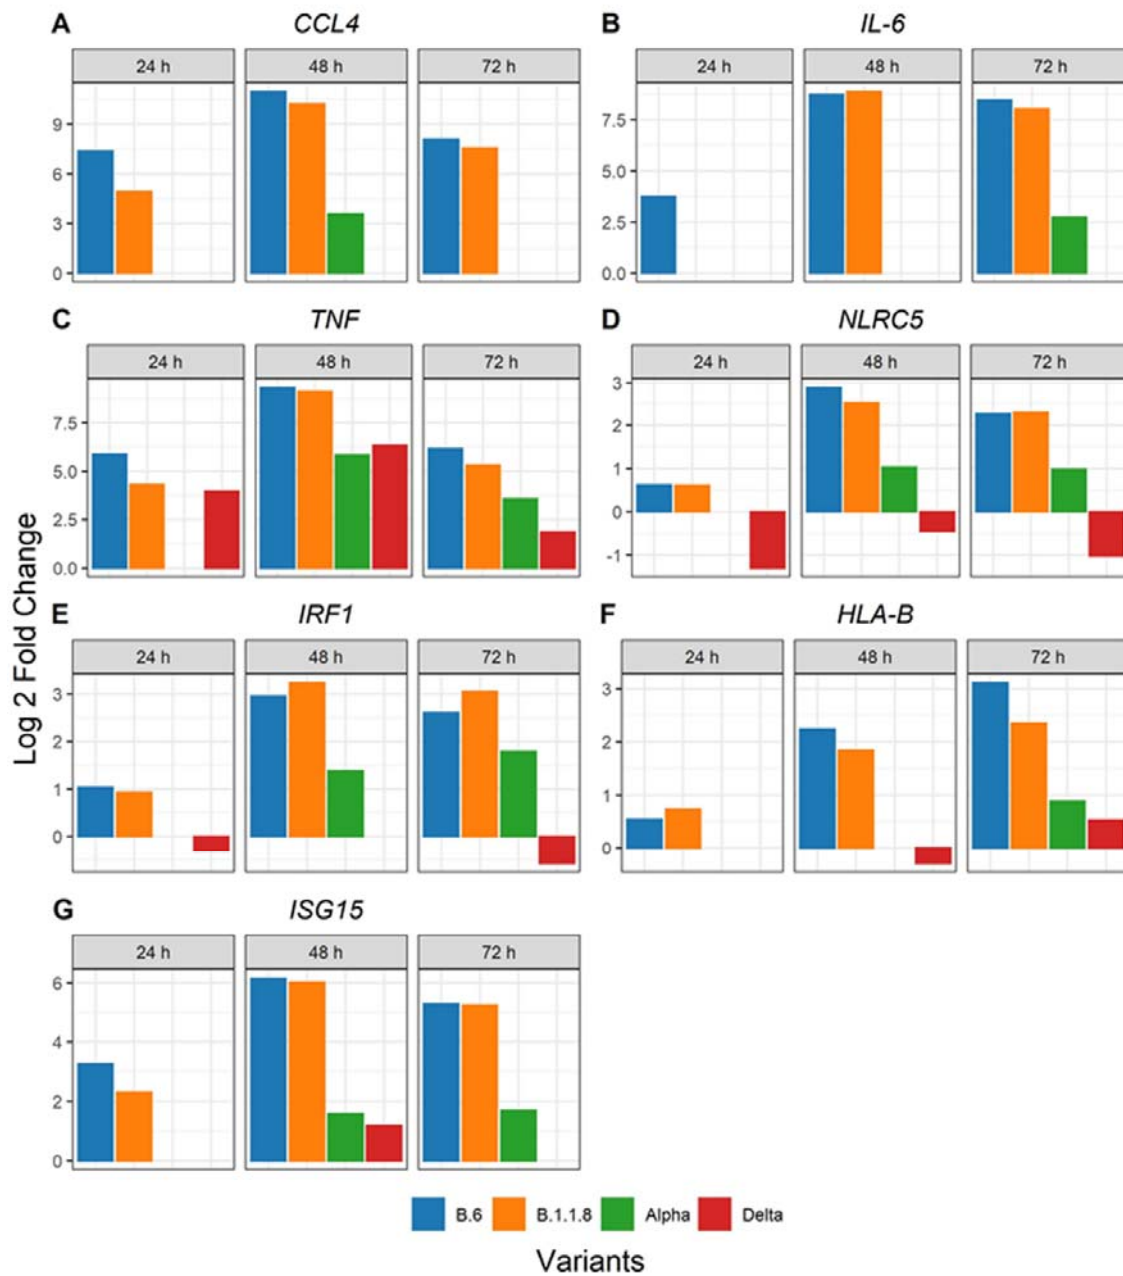 A CCL4
24 h 48 h 72 h
9
6
3
0
B IL-6
24 h 48 h 72 h
7.5
5.0
2.5
0.0
C TNF
24 h 48 h 72 h
7.5
5.0
2.5
0.0
D NLRC5
24 h 48 h 72 h
3
2
1
0
-1
Log 2 Fold Change
E IRF1
24 h 48 h 72 h
3
2
1
0
F HLA-B
24 h 48 h 72 h
3
2
1
0
G ISG15
24 h 48 h 72 h
6
4
2
0
B.6 B.1.1.8 Alpha Delta
Variants